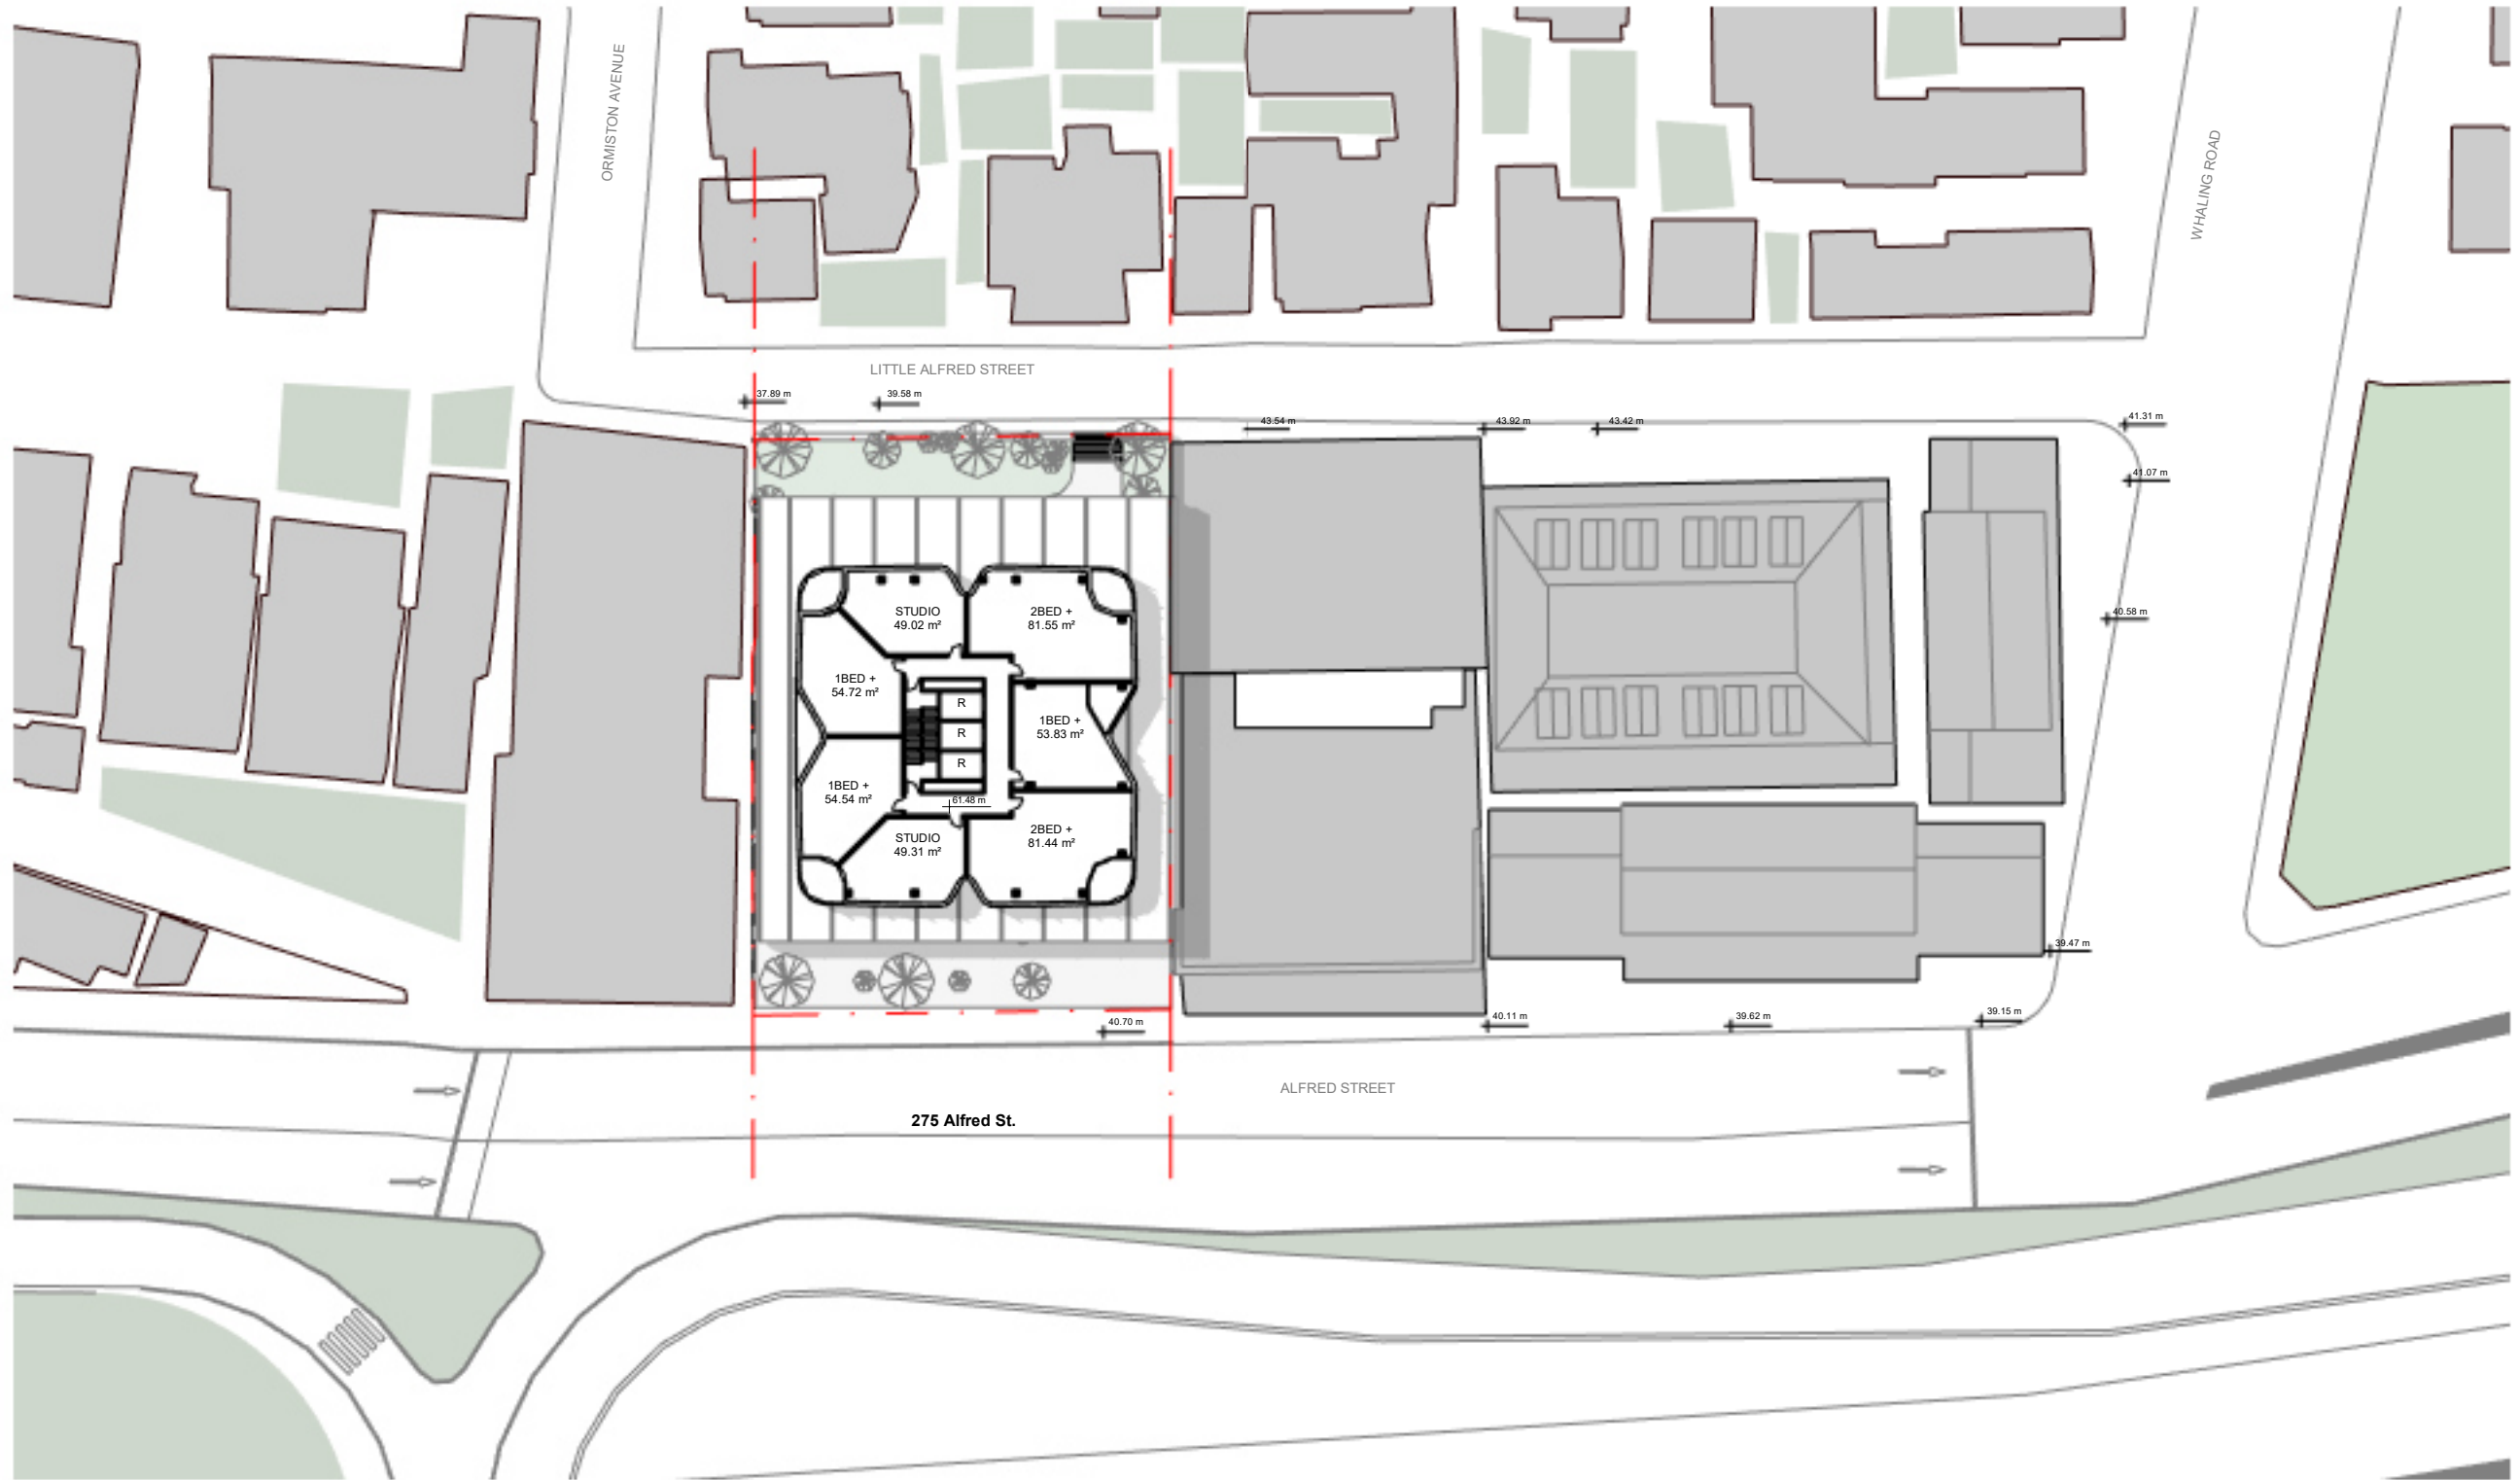 ORMISTON AVENUE
WHALING ROAD
LITTLE ALFRED STREET
37.89 m
39.58 m
43.54 m
43.92 m
43.42 m
41.31 m
41.07 m
40.58 m
STUDIO
49.02 m²
2BED +
81.55 m²
1BED +
54.72 m²
R
R
R
1BED +
53.83 m²
1BED +
54.54 m²
61.48 m
STUDIO
49.31 m²
2BED +
81.44 m²
39.47 m
40.70 m
40.11 m
39.62 m
39.15 m
ALFRED STREET
275 Alfred St.